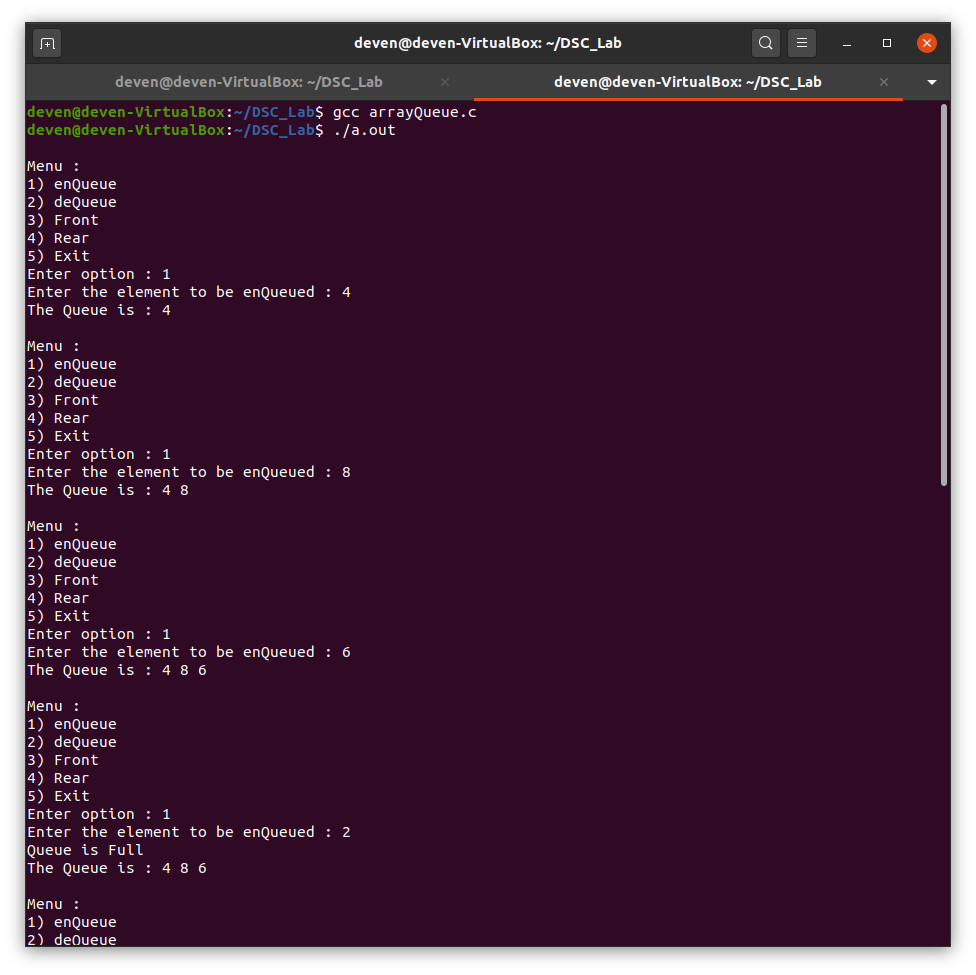 deven@deven-VirtualBox: ~/DSC_Lab
deven@deven-VirtualBox: ~/DSC_Lab
deven@deven-VirtualBox: ~/DSC_Lab
deven@deven-VirtualBox:~/DSC_Lab$ gcc arrayQueue.c
deven@deven-VirtualBox:~/DSC_Lab$ ./a.out
Menu :
1) enQueue
2) deQueue
3) Front
4) Rear
5) Exit
Enter option : 1
Enter the element to be enQueued : 4
The Queue is : 4
Menu :
1) enQueue
2) deQueue
3) Front
4) Rear
5) Exit
Enter option : 1
Enter the element to be enQueued : 8
The Queue is : 4 8
Menu :
1) enQueue
2) deQueue
3) Front
4) Rear
5) Exit
Enter option : 1
Enter the element to be enQueued : 6
The Queue is : 4 8 6
Menu :
1) enQueue
2) deQueue
3) Front
4) Rear
5) Exit
Enter option : 1
Enter the element to be enQueued : 2
Queue is Full
The Queue is : 4 8 6
Menu :
1) enQueue
2) deQueue